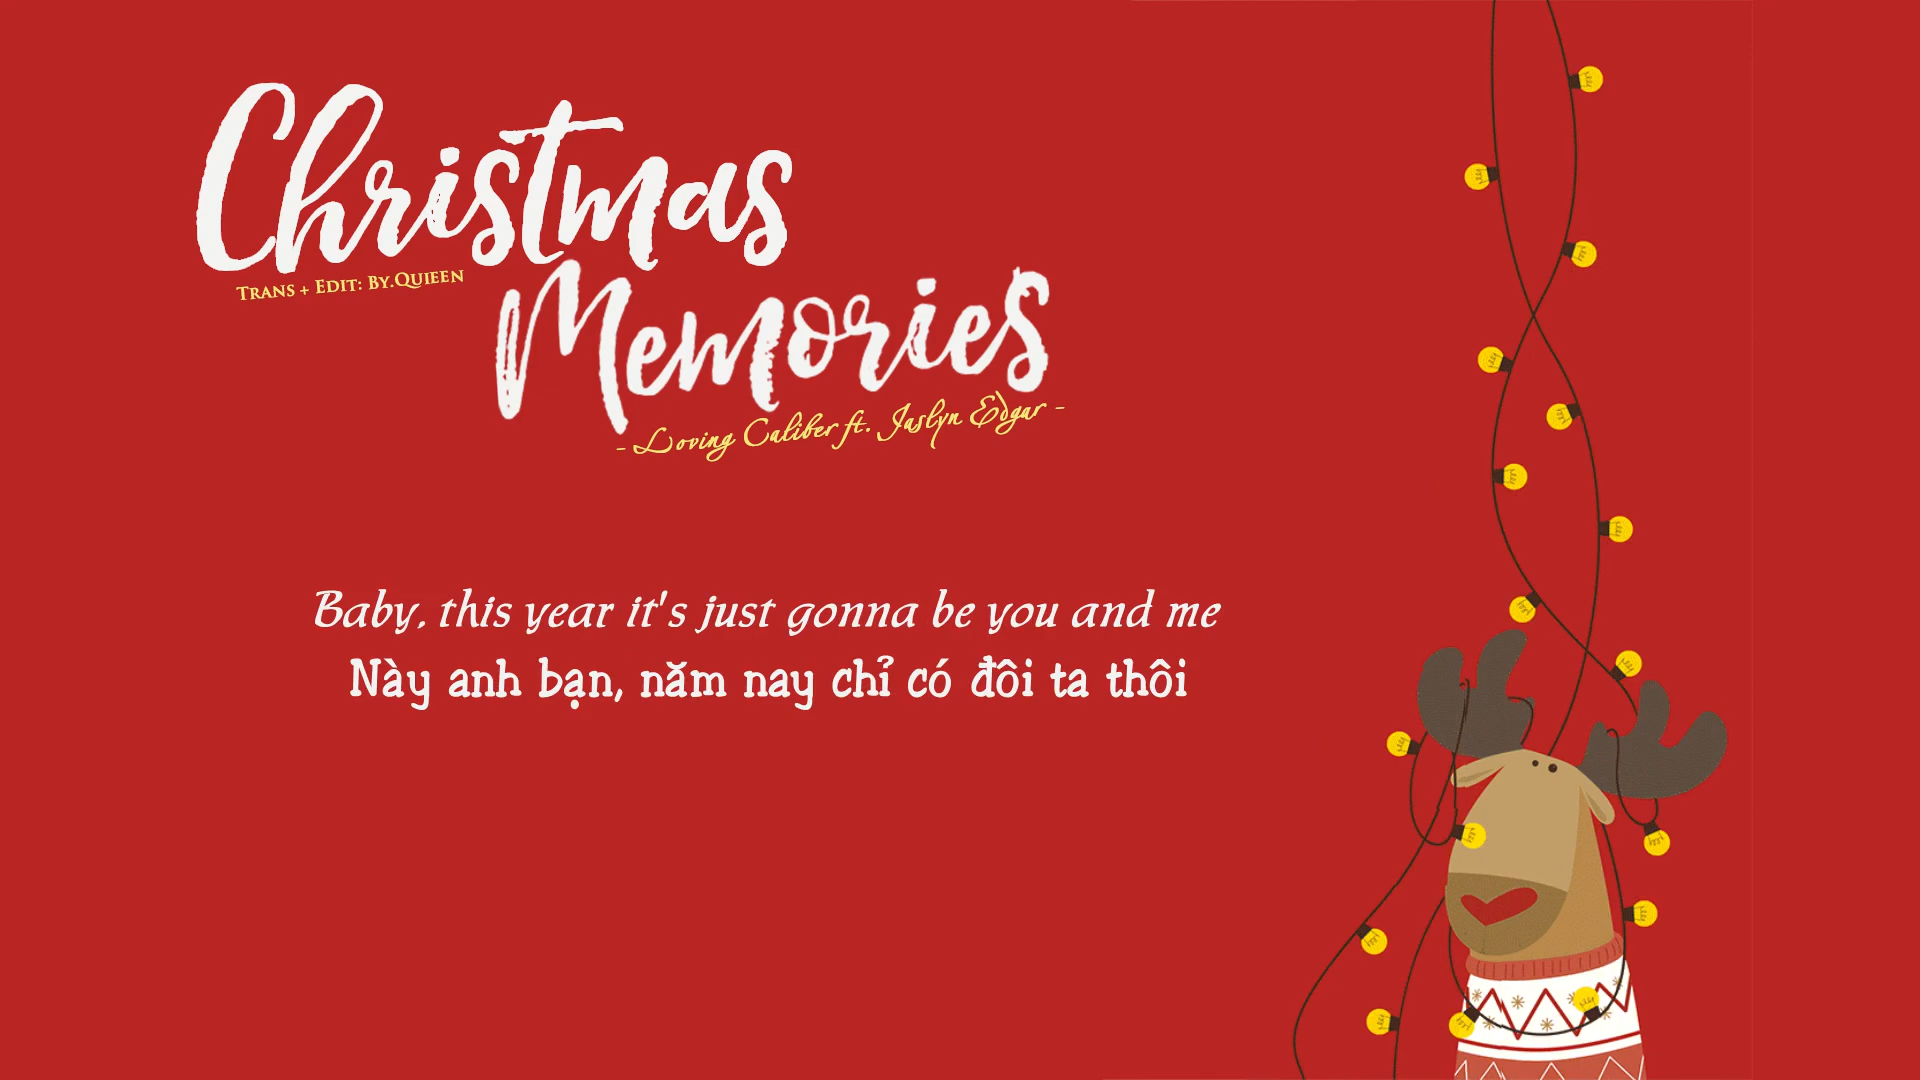 Christmas
Trans + Edit: By.Quieen
Memories
- Loving Caliber ft. Jaslyn Edgar -
Baby, this year it's just gonna be you and me
Này anh bạn, năm nay chỉ có đôi ta thôi